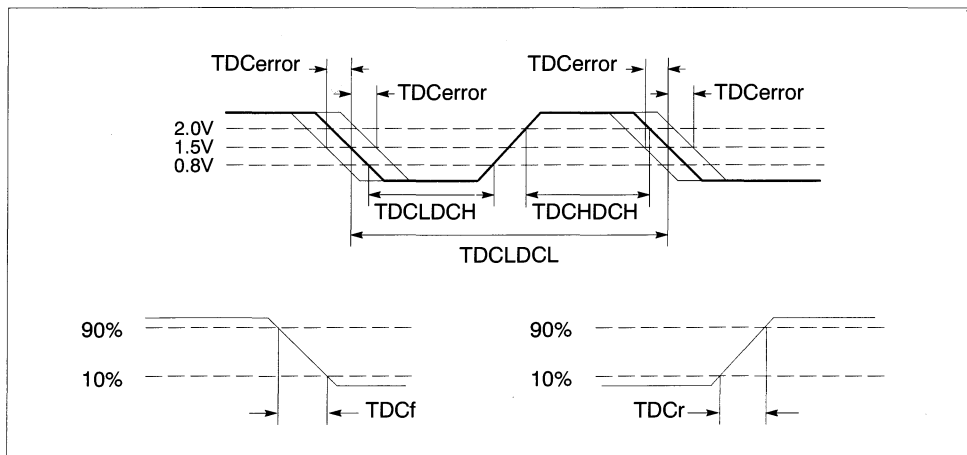 TDCerror TDCerror
TDCerror TDCerror
2.0V
1.5V
0.8V
TDCLDCH TDCHDCH
TDCLDCL
90% 90%
10% 10%
TDCf TDCr